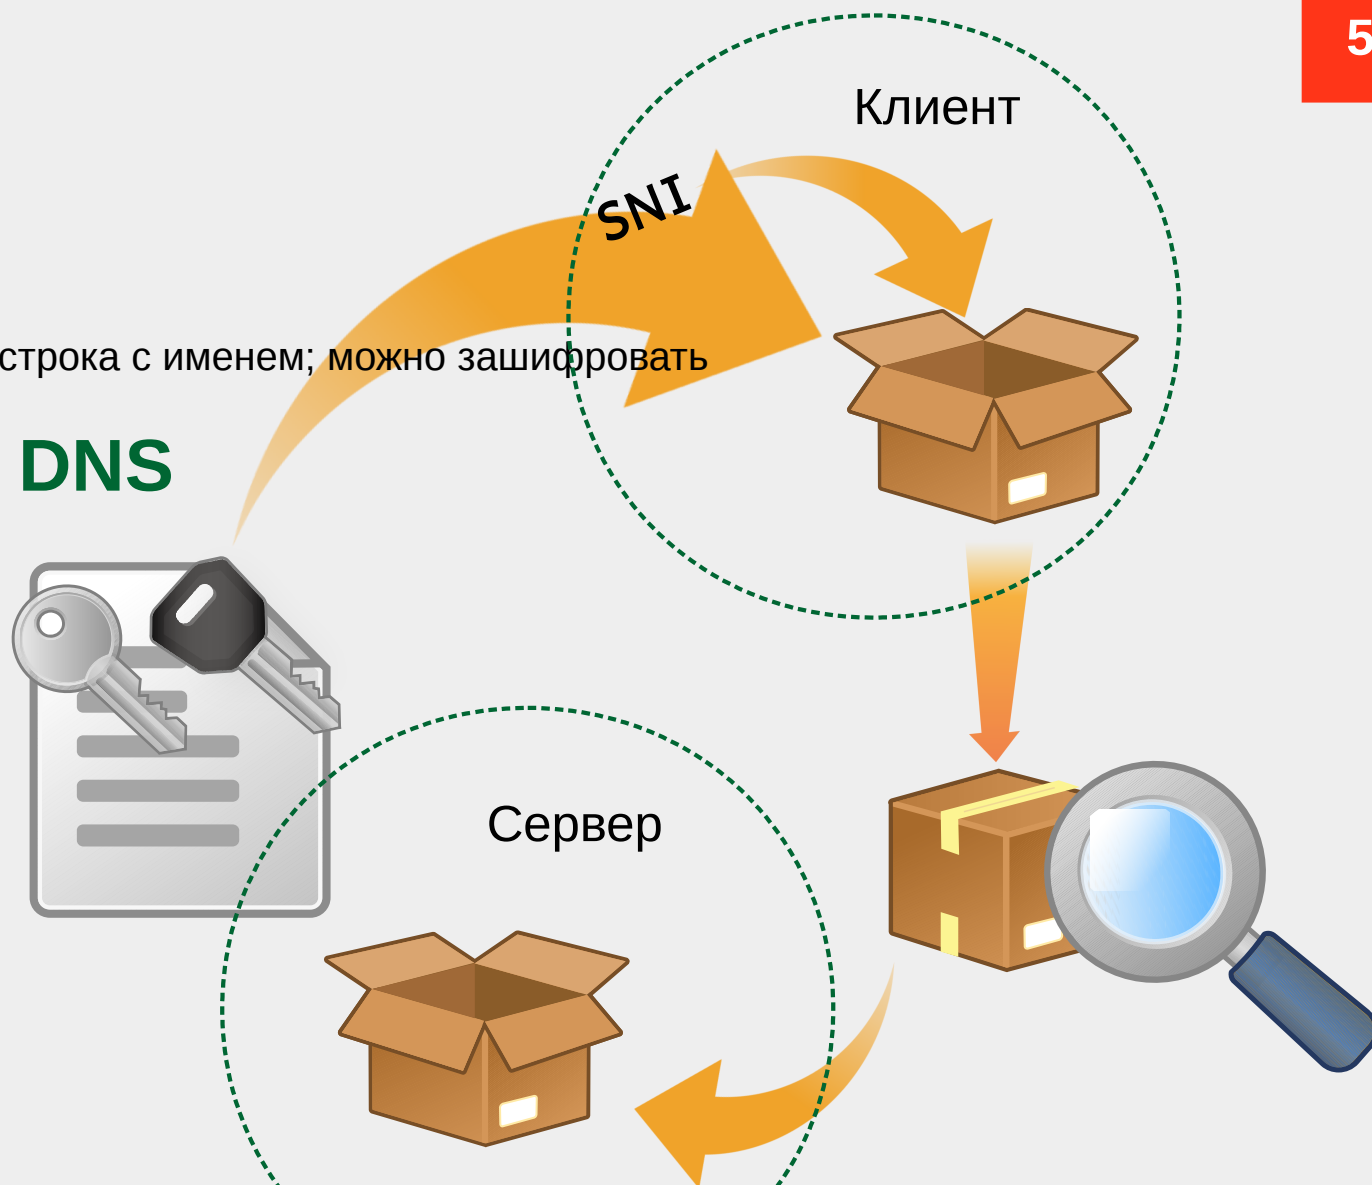 5
Клиент
SNI
строка с именем; можно зашифровать
DNS
Сервер